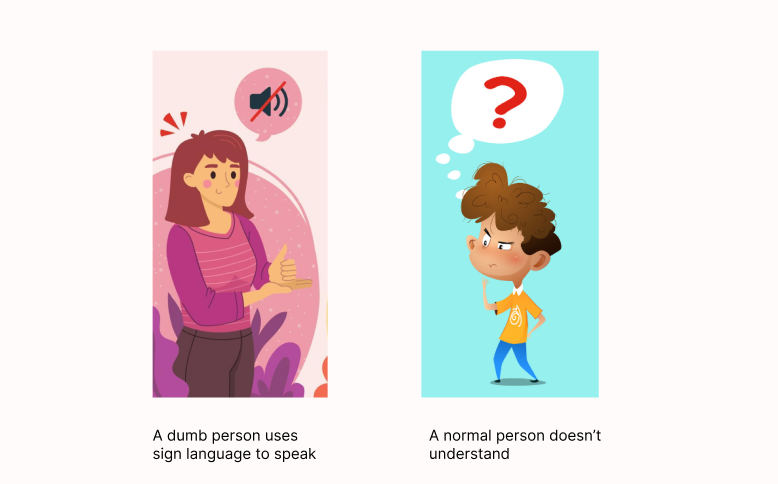 ?
A dumb person uses
sign language to speak
A normal person doesn’t
understand